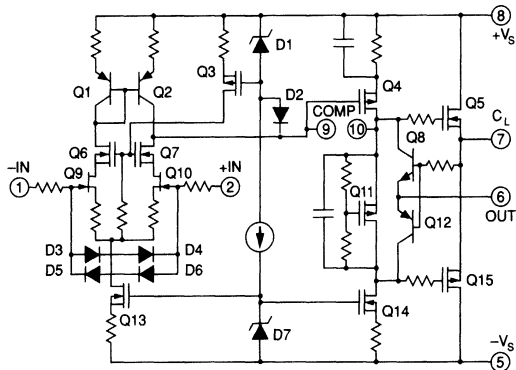 8
+VS
D1
Q3
Q1
Q2
Q4
D2
COMP
9
10
Q5
CL
7
Q8
Q6
Q7
-IN
1
+IN
2
Q9
Q10
Q11
6
OUT
Q12
D3
D4
D5
D6
Q13
D7
Q14
Q15
-VS
5